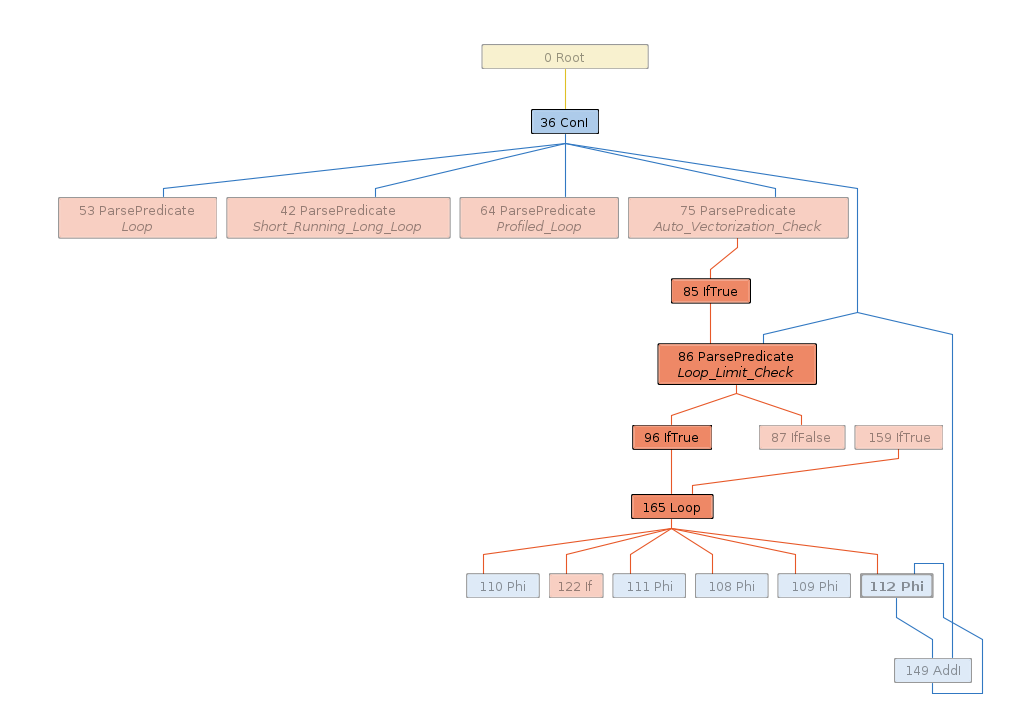 0 Root
36 ConI
53 ParsePredicate
Loop
42 ParsePredicate
Short_Running_Long_Loop
64 ParsePredicate
Profiled_Loop
75 ParsePredicate
Auto_Vectorization_Check
85 IfTrue
86 ParsePredicate
Loop_Limit_Check
96 IfTrue
87 IfFalse
159 IfTrue
165 Loop
110 Phi
122 If
111 Phi
108 Phi
109 Phi
112 Phi
149 AddI